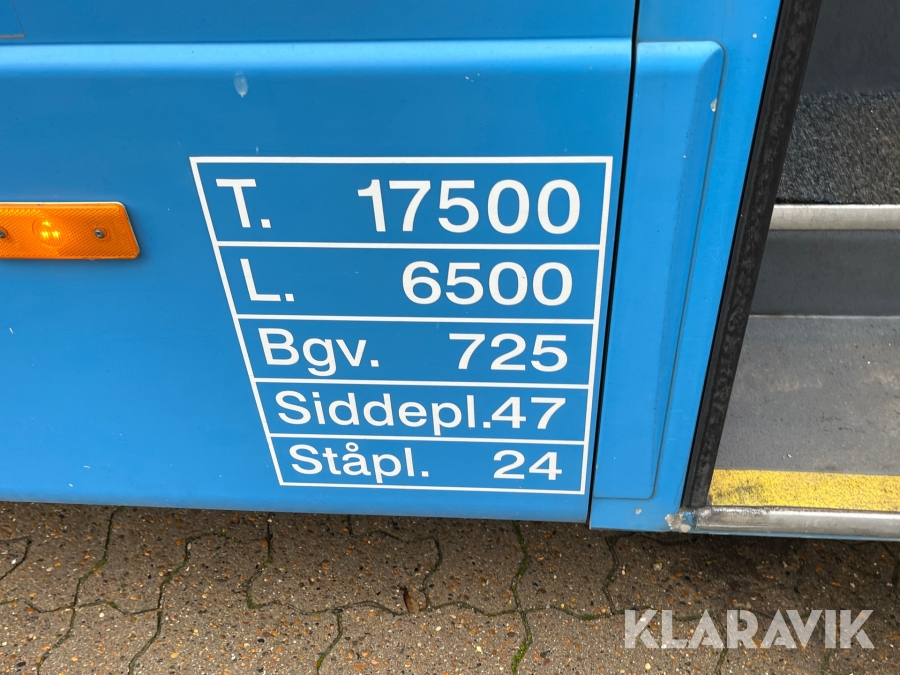 T. 17500
L. 6500
Bgv. 725
Siddepl.47
Ståpl. 24
KLARAVIK